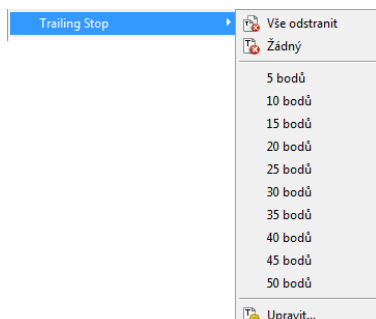 Trailing Stop
Vše odstranit
Žádný
5 bodů
10 bodů
15 bodů
20 bodů
25 bodů
30 bodů
35 bodů
40 bodů
45 bodů
50 bodů
Upravit...